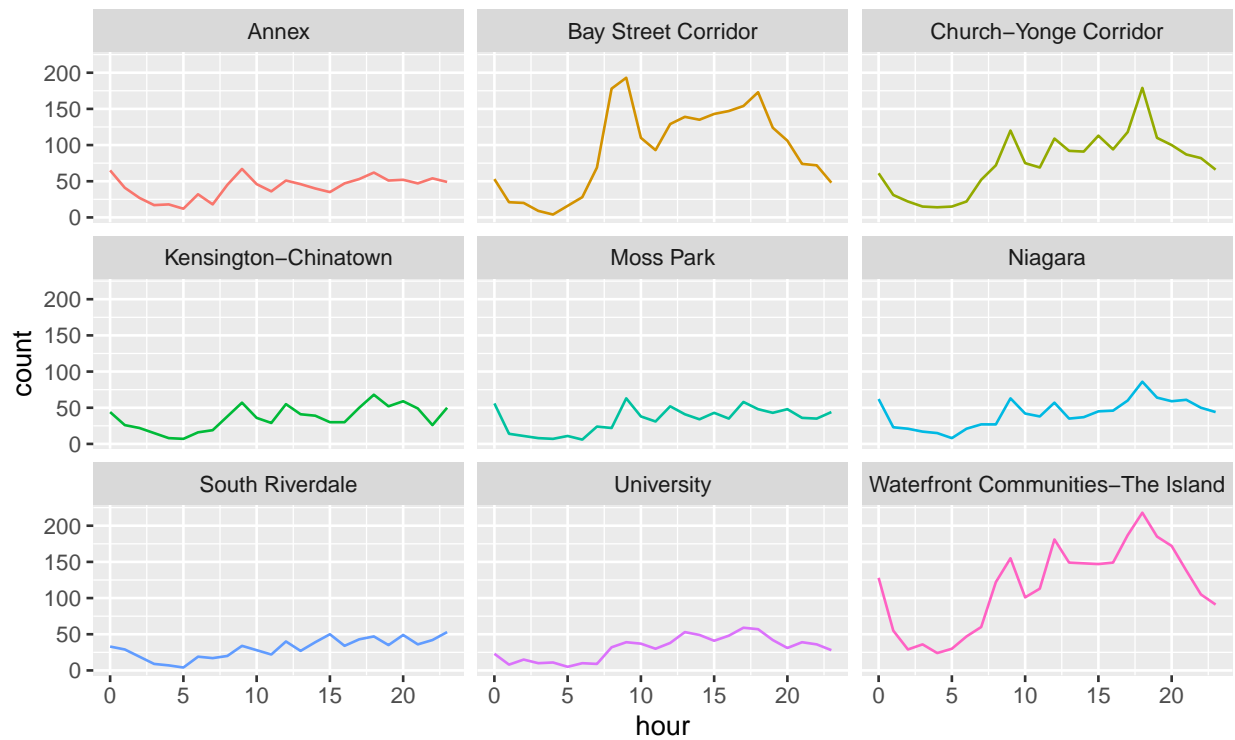 Annex
Bay Street Corridor
Church−Yonge Corridor
200
150
100
50
0
Kensington−Chinatown
Moss Park
Niagara
200
150
100
50
0
count
South Riverdale
University
Waterfront Communities−The Island
200
150
100
50
0
0 5 10 15 20
0 5 10 15 20
0 5 10 15 20
hour